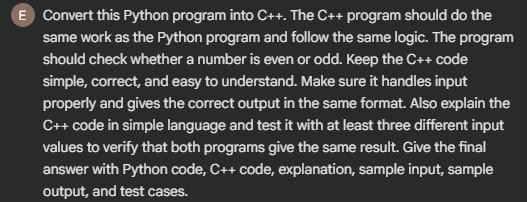 E Convert this Python program into C++. The C++ program should do the
same work as the Python program and follow the same logic. The program
should check whether a number is even or odd. Keep the C++ code
simple, correct, and easy to understand. Make sure it handles input
properly and gives the correct output in the same format. Also explain the
C++ code in simple language and test it with at least three different input
values to verify that both programs give the same result. Give the final
answer with Python code, C++ code, explanation, sample input, sample
output, and test cases.